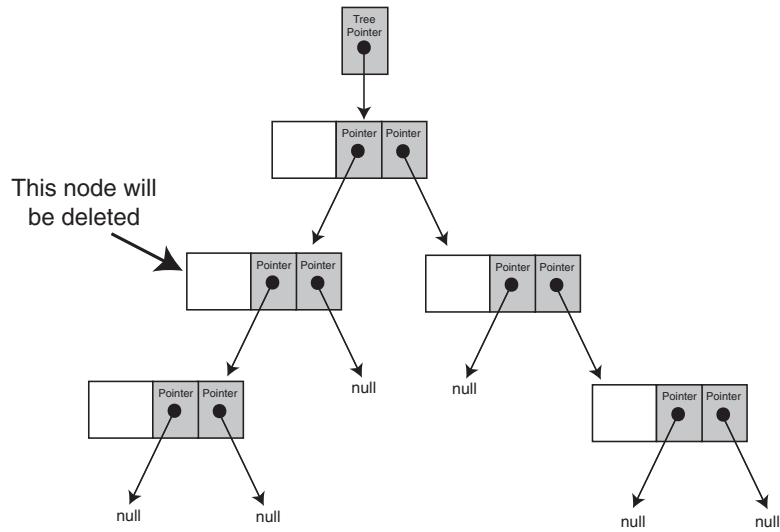 Tree
Pointer
Pointer Pointer
This node will
be deleted
Pointer Pointer
Pointer Pointer
null
null
Pointer Pointer
Pointer Pointer
null
null
null
null